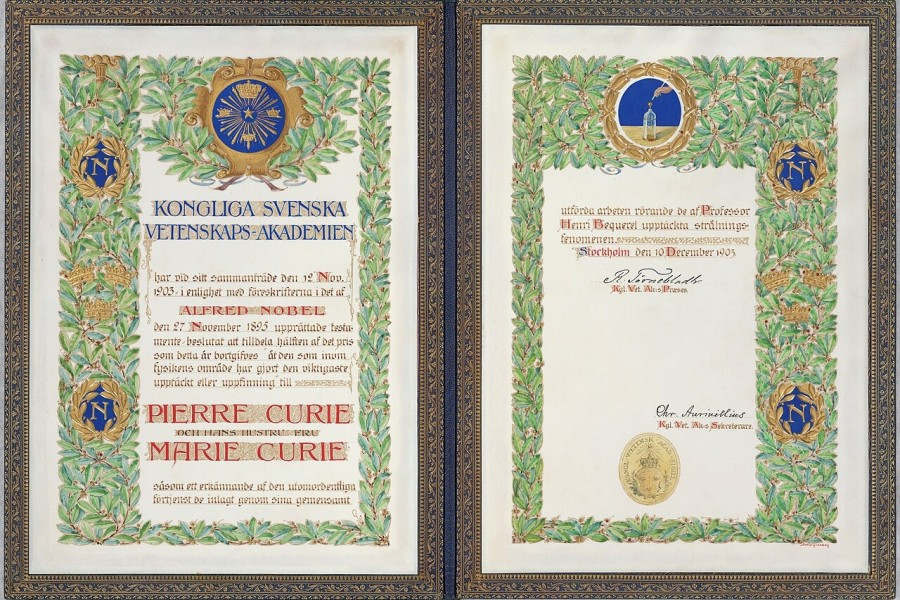 N
N
KONGLIGA SVENSKA
VETENSKAPS-AKADEMIEN
har vid sitt sammanträde den 12 Nov.
1903, i enlighet med föreskrifterna i det af
ALFRED NOBEL
den 27 November 1895 upprättade testa-
mente beslutat att tilldela hälften af det pris
som detta år bortgifves åt den som inom
fysikens område har gjort den viktigaste
upptäckt eller uppfinning till
PIERRE CURIE
OCH HANS HUSTRU FRU
MARIE CURIE
såsom ett erkännande af den utomordentliga
förtjenst de inlagt genom sina gemensamt
N
N
utförda arbeten rörande de af Professor
Henri Bequerel upptäckta strålnings-
fenomenen
Stockholm den 10 December 1903.
R. Törnebladh
Kgl. Vet. Ak:s Præses.
Chr. Aurivillius
Kgl. Vet. Ak:s Sekreterare.